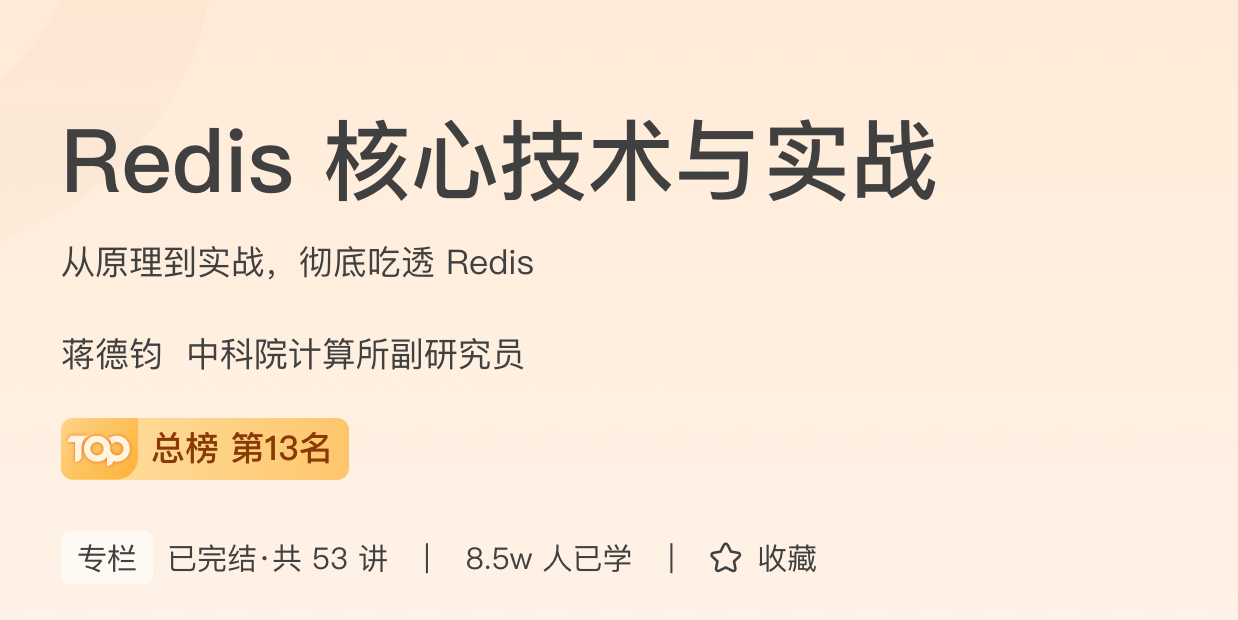 Redis 核心技术与实战
从原理到实战，彻底吃透 Redis
蒋德钧 中科院计算所副研究员
TOP 总榜 第13名
专栏 已完结·共 53 讲 | 8.5w 人已学 | 收藏